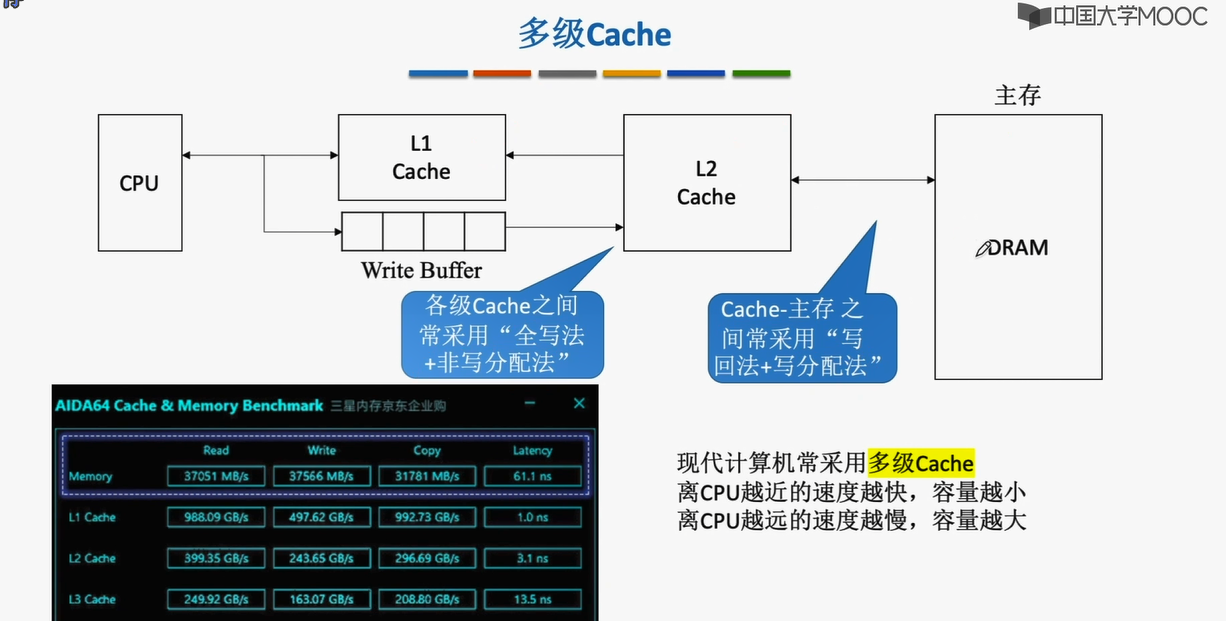 中国大学MOOC
多级Cache
主存
CPU
L1
Cache
L2
Cache
DRAM
Write Buffer
各级Cache之间
常采用“全写法
+非写分配法”
Cache-主存 之
间常采用“写
回法+写分配法”
AIDA64 Cache & Memory Benchmark 三星内存京东企业购
Read Write Copy Latency
Memory 37051 MB/s 37566 MB/s 31781 MB/s 61.1 ns
L1 Cache 988.09 GB/s 497.62 GB/s 992.73 GB/s 1.0 ns
L2 Cache 399.35 GB/s 243.65 GB/s 296.69 GB/s 3.1 ns
L3 Cache 249.92 GB/s 163.07 GB/s 208.80 GB/s 13.5 ns
现代计算机常采用多级Cache
离CPU越近的速度越快，容量越小
离CPU越远的速度越慢，容量越大